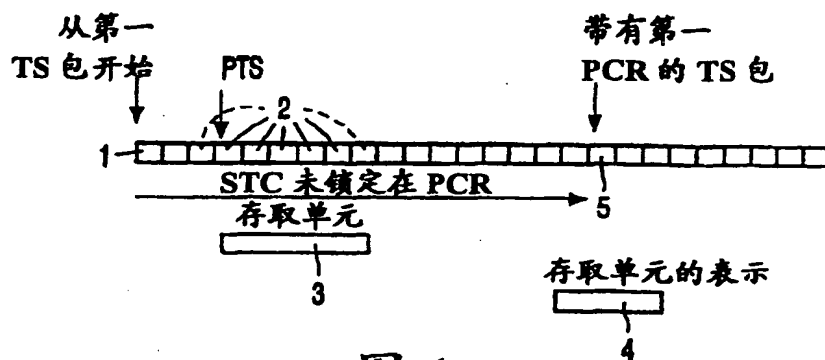 从第一
TS 包开始
PTS
带有第一
PCR 的 TS 包
2
1
STC 未锁定在 PCR
5
存取单元
3
存取单元的表示
4